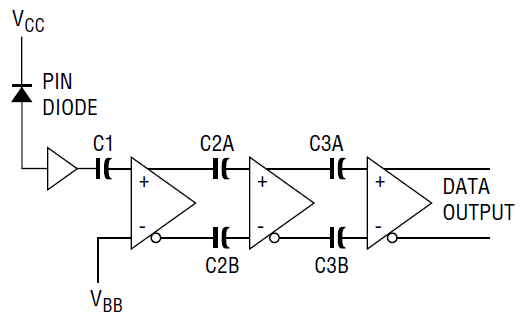 VCC
PIN
DIODE
C1
C2A
C3A
+
+
+
DATA
OUTPUT
-
-
-
C2B
C3B
VBB